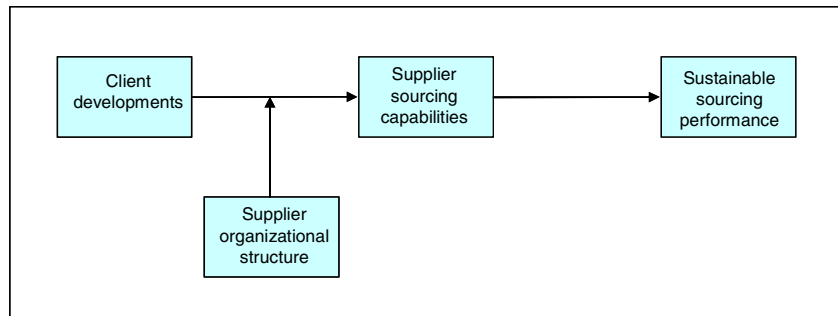 Client
developments
Supplier
sourcing
capabilities
Sustainable
sourcing
performance
Supplier
organizational
structure